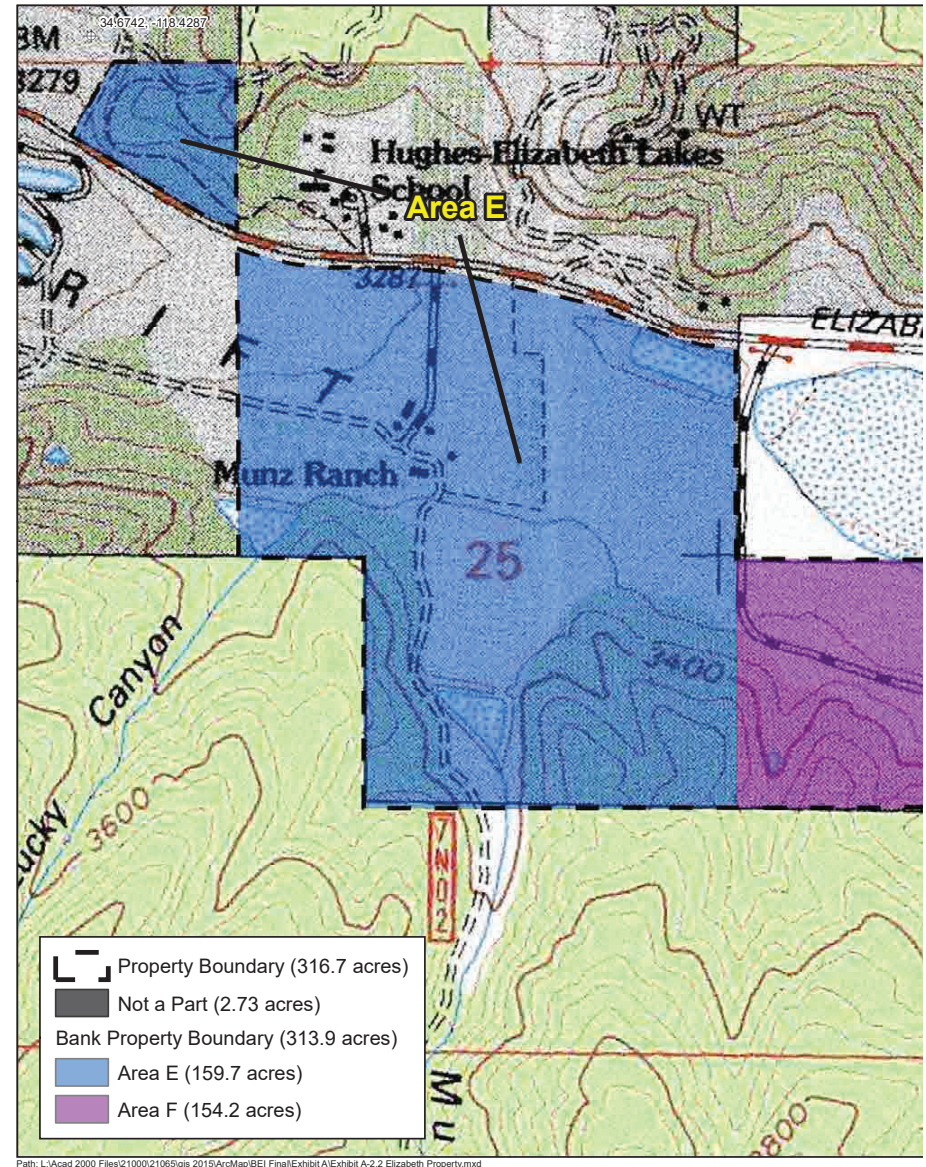 34.6742, -118.4287
BM
3279
WT
Hughes-Elizabeth Lakes
School
Area E
3287
ELIZAB
R
I
F
T
Munz Ranch
25
3400
Canyon
3600
ucky
7N02
Mu
800
Property Boundary (316.7 acres)
Not a Part (2.73 acres)
Bank Property Boundary (313.9 acres)
Area E (159.7 acres)
Area F (154.2 acres)
Path: L:\Acad 2000 Files\21000\21065\gis 2015\ArcMap\BEI Final\Exhibit A\Exhibit A-2.2 Elizabeth Property.mxd